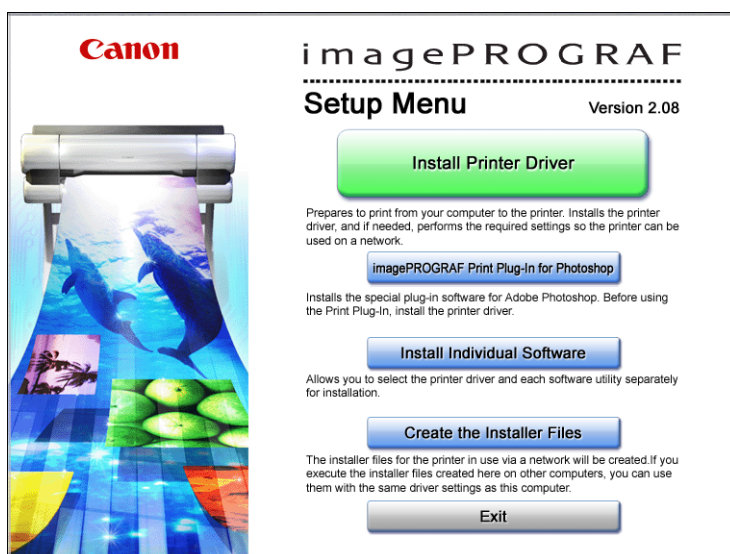 Canon
imagePROGRAF
Setup Menu
Version 2.08
Install Printer Driver
Prepares to print from your computer to the printer. Installs the printer
driver, and if needed, performs the required settings so the printer can be
used on a network.
imagePROGRAF Print Plug-In for Photoshop
Installs the special plug-in software for Adobe Photoshop. Before using
the Print Plug-In, install the printer driver.
Install Individual Software
Allows you to select the printer driver and each software utility separately
for installation.
Create the Installer Files
The installer files for the printer in use via a network will be created.If you
execute the installer files created here on other computers, you can use
them with the same driver settings as this computer.
Exit